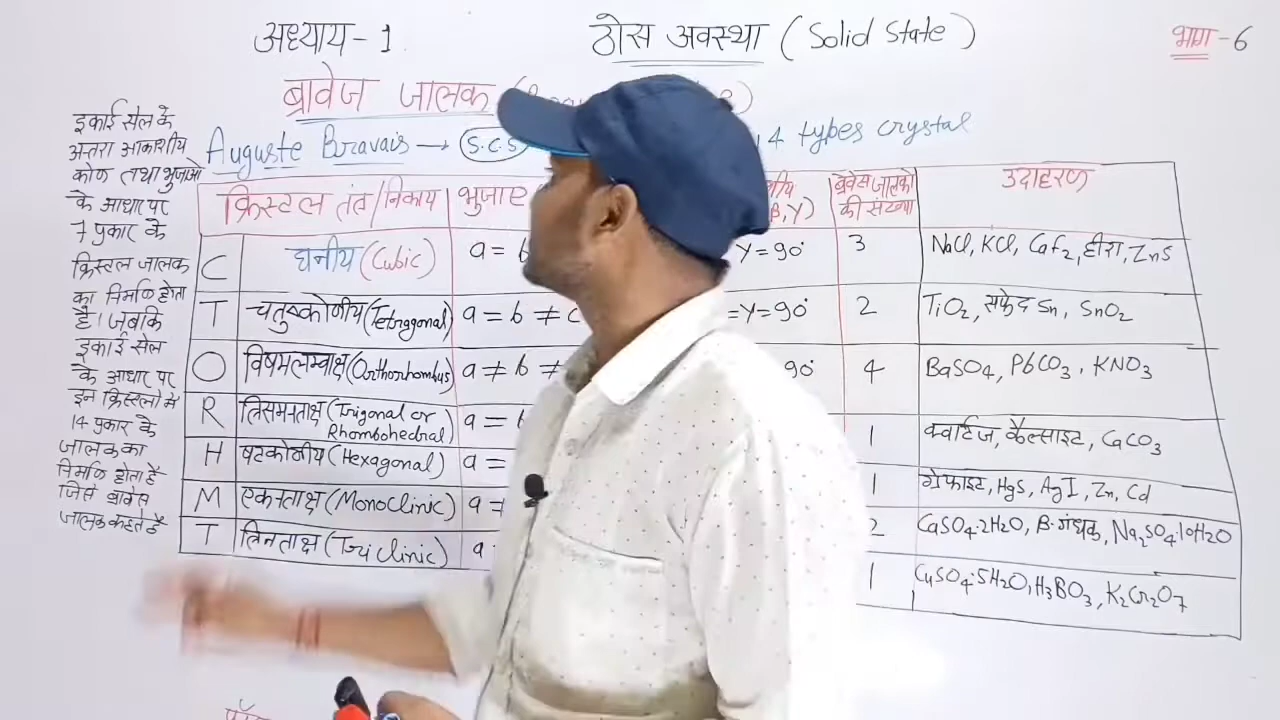 अध्याय - 1
ठोस अवस्था ( Solid State )
भाग - 6
ब्रावेज जालक
Auguste Bravais → S.C.S
4 types crystal
इकाई सेल के
अन्तरा आकाशीय
कोण तथा भुजाओ
के आधार पर
7 प्रकार के
क्रिस्टल जालक
का निर्माण होता
है। जबकि
इकाई सेल
के आधार पर
इन क्रिस्टलो मे
14 प्रकार के
जालक का
निर्माण होता है
जिसे ब्रावेस
जालक कहते है
क्रिस्टल तंत्र/निकाय भुजाए β, γ) ब्रेवेस जालको की संख्या उदाहरण
C घनीय (Cubic) a = b γ = 90° 3 NaCl, KCl, CaF2, हीरा, ZnS
T चतुष्कोणीय (Tetragonal) a = b ≠ c = γ = 90° 2 TiO2, सफेद Sn, SnO2
O विषमलम्बाक्ष (Orthorhombus) a ≠ b ≠ 90° 4 BaSO4, PbCO3, KNO3
R त्रिसमनताक्ष (Trigonal or Rhombohedral) a = 1 क्वार्टज, कैल्साइट, CaCO3
H षटकोणीय (Hexagonal) a = 1 ग्रेफाइट, HgS, AgI, Zn, Cd
M एकनताक्ष (MonoClinic) a 2 CaSO4.2H2O, β-गंधक, Na2SO4.10H2O
T त्रिनताक्ष (Triclinic) a 1 CuSO4.5H2O, H3BO3, K2Cr2O7